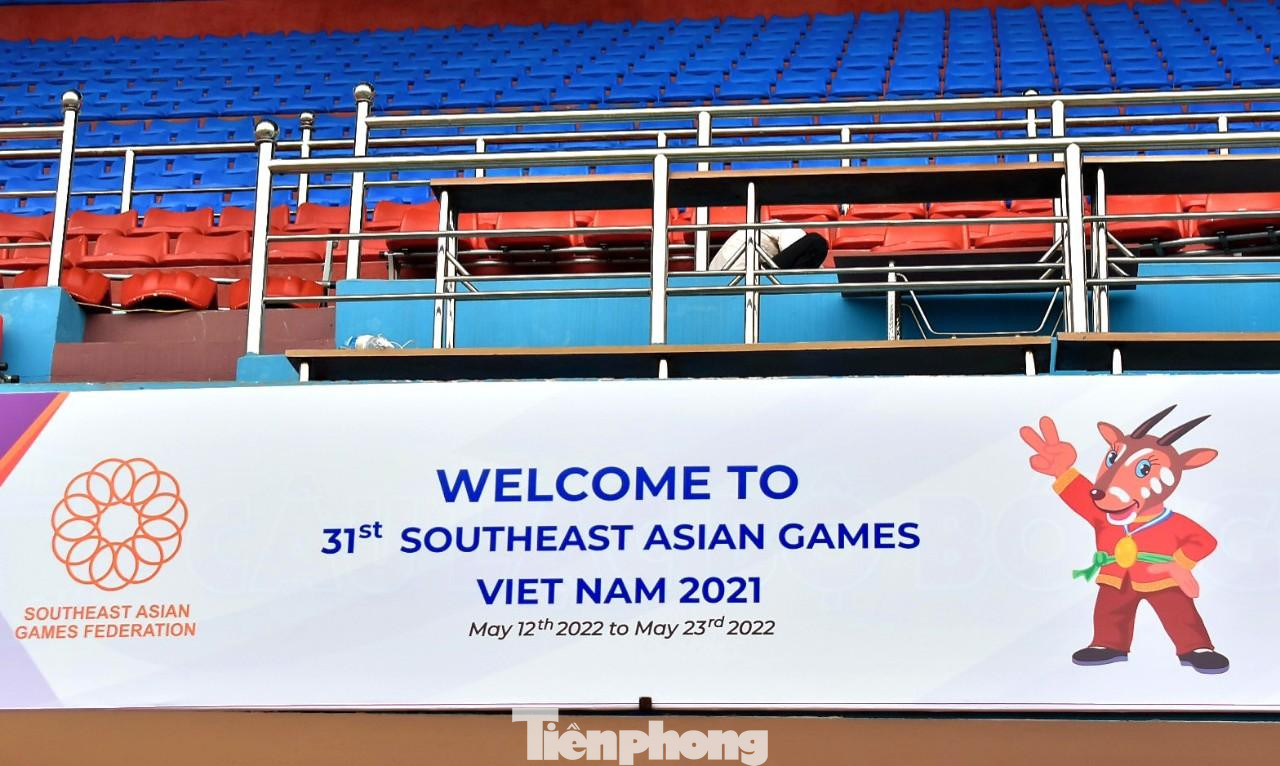 WELCOME TO
31st SOUTHEAST ASIAN GAMES
VIET NAM 2021
May 12th 2022 to May 23rd 2022
SOUTHEAST ASIAN
GAMES FEDERATION
Tiềnphong